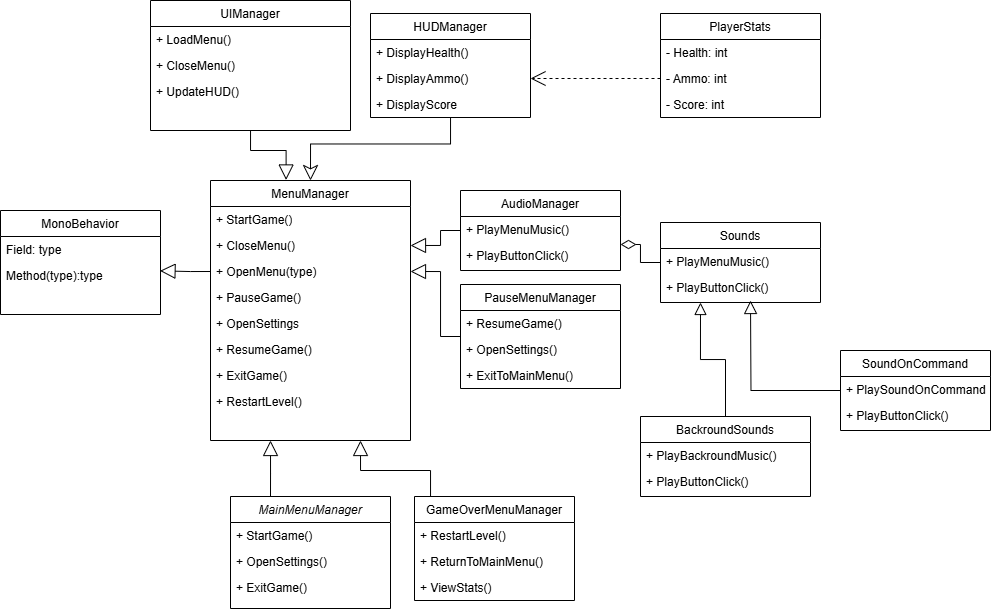 UIManager
+ LoadMenu()
+ CloseMenu()
+ UpdateHUD()
HUDManager
+ DisplayHealth()
+ DisplayAmmo()
+ DisplayScore
PlayerStats
- Health: int
- Ammo: int
- Score: int
MonoBehavior
Field: type
Method(type):type
MenuManager
+ StartGame()
+ CloseMenu()
+ OpenMenu(type)
+ PauseGame()
+ OpenSettings
+ ResumeGame()
+ ExitGame()
+ RestartLevel()
AudioManager
+ PlayMenuMusic()
+ PlayButtonClick()
Sounds
+ PlayMenuMusic()
+ PlayButtonClick()
PauseMenuManager
+ ResumeGame()
+ OpenSettings()
+ ExitToMainMenu()
SoundOnCommand
+ PlaySoundOnCommand
+ PlayButtonClick()
BackroundSounds
+ PlayBackroundMusic()
+ PlayButtonClick()
MainMenuManager
+ StartGame()
+ OpenSettings()
+ ExitGame()
GameOverMenuManager
+ RestartLevel()
+ ReturnToMainMenu()
+ ViewStats()